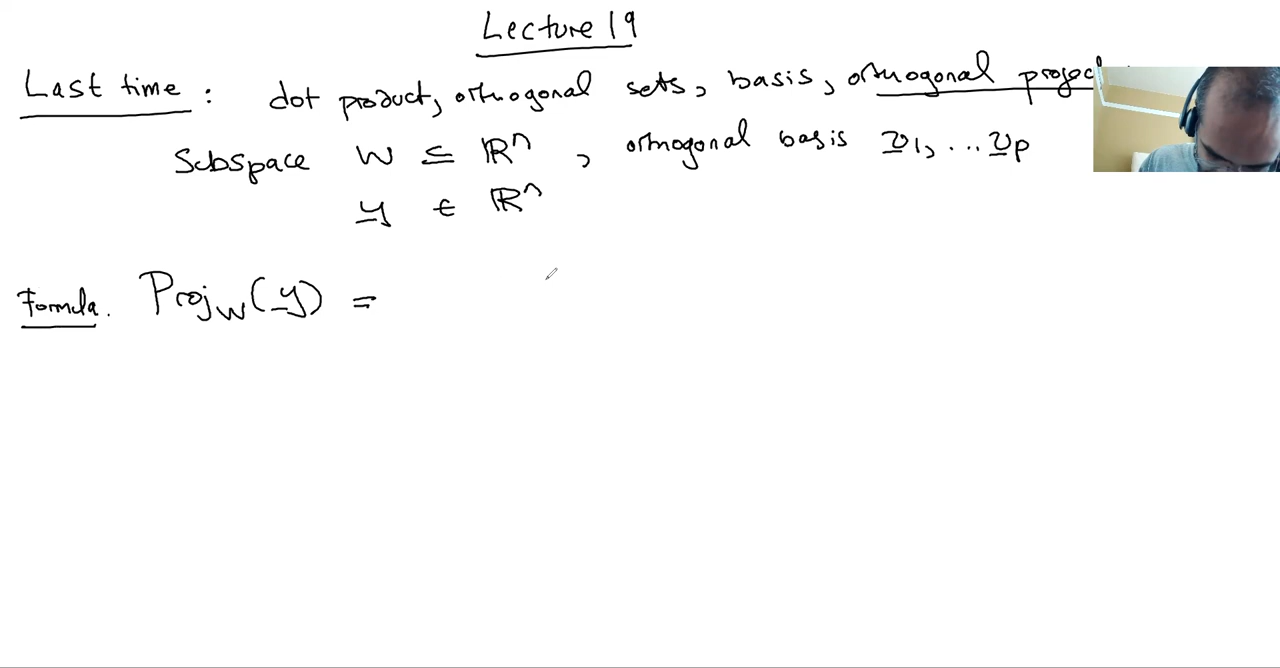 Lecture 19
Last time : dot product, orthogonal sets, basis, orthogonal
Subspace W ⊆ ℝⁿ , orthogonal basis v1, ... vp
y ∈ ℝⁿ
Formula. Proj_W(y) =